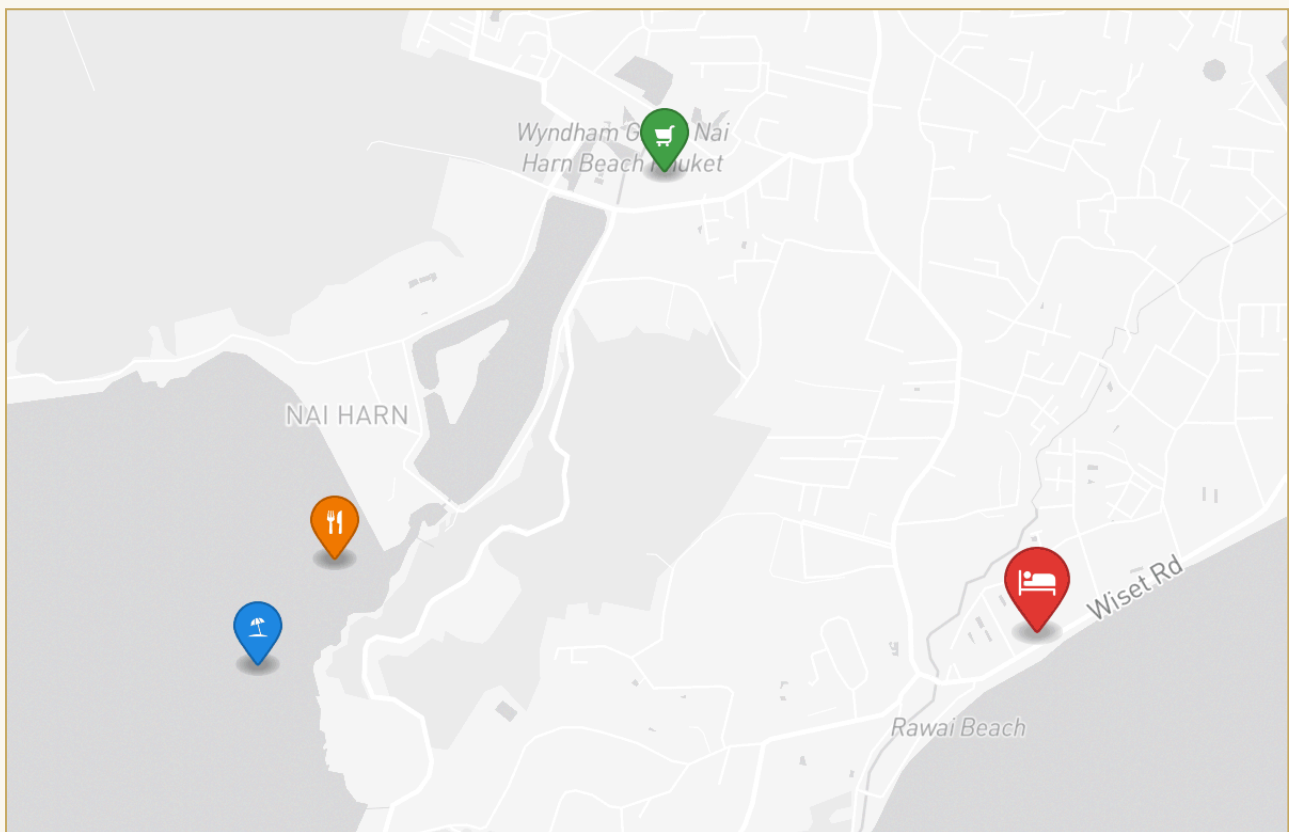 Wyndham G Nai
Harn Beach uket
NAI HARN
Wiset Rd
Rawai Beach